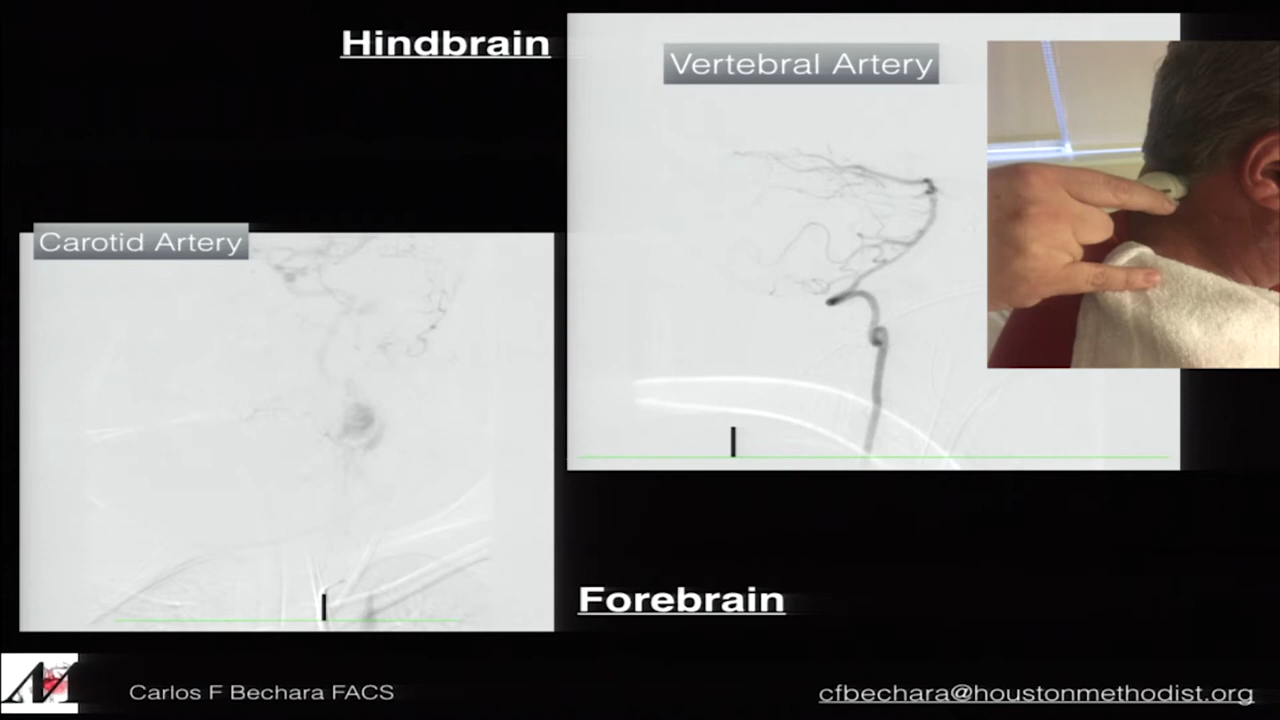 Hindbrain
Vertebral Artery
Carotid Artery
Forebrain
Carlos F Bechara FACS
cfbechara@houstonmethodist.org